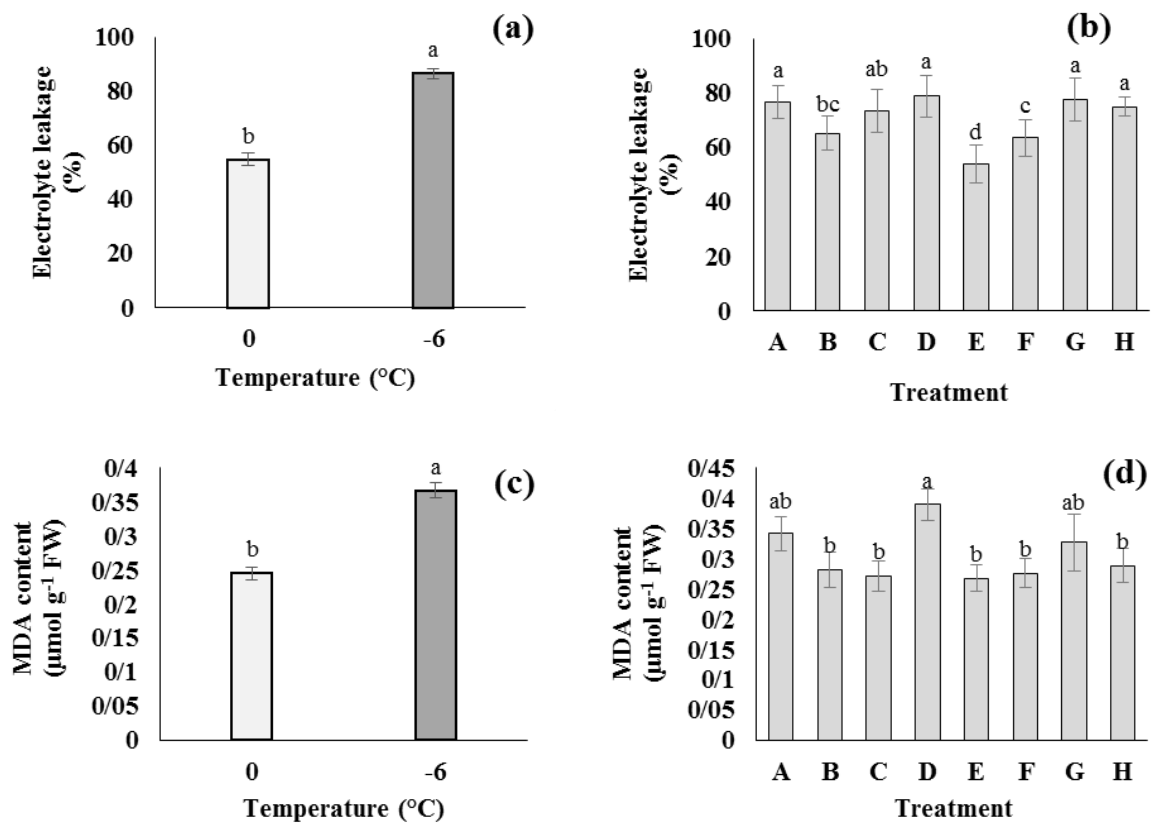 (a)
100
80
60
40
20
0
Electrolyte leakage
(%)
b
a
0
-6
Temperature (°C)
(b)
100
80
60
40
20
0
Electrolyte leakage
(%)
a
bc
ab
a
d
c
a
a
A B C D E F G H
Treatment
(c)
0/4
0/35
0/3
0/25
0/2
0/15
0/1
0/05
0
MDA content
(µmol g-1 FW)
b
a
0
-6
Temperature (°C)
(d)
0/45
0/4
0/35
0/3
0/25
0/2
0/15
0/1
0/05
0
MDA content
(µmol g-1 FW)
ab
b
b
a
b
b
ab
b
A B C D E F G H
Treatment